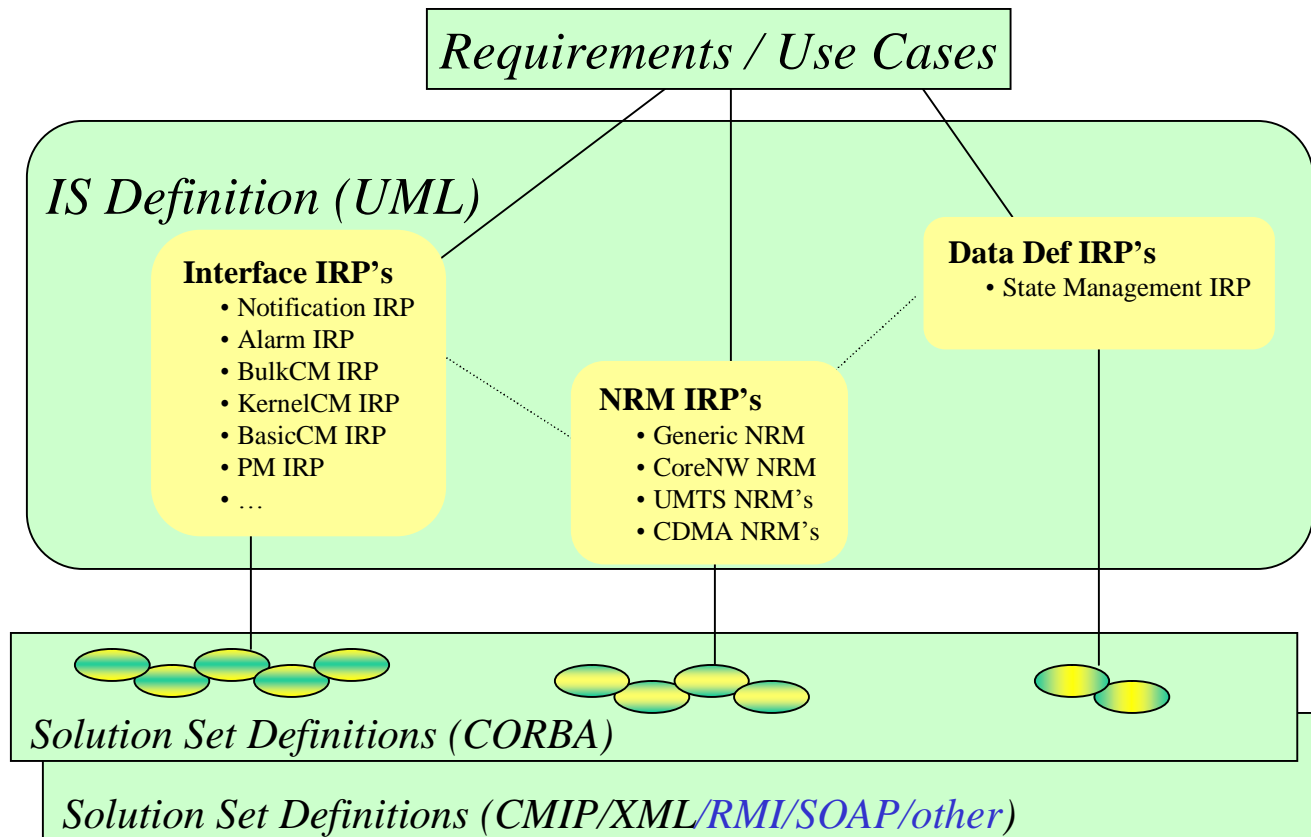 Requirements / Use Cases
IS Definition (UML)
Interface IRP’s
• Notification IRP
• Alarm IRP
• BulkCM IRP
• KernelCM IRP
• BasicCM IRP
• PM IRP
• …
NRM IRP’s
• Generic NRM
• CoreNW NRM
• UMTS NRM’s
• CDMA NRM’s
Data Def IRP’s
• State Management IRP
Solution Set Definitions (CORBA)
Solution Set Definitions (CMIP/XML/RMI/SOAP/other)